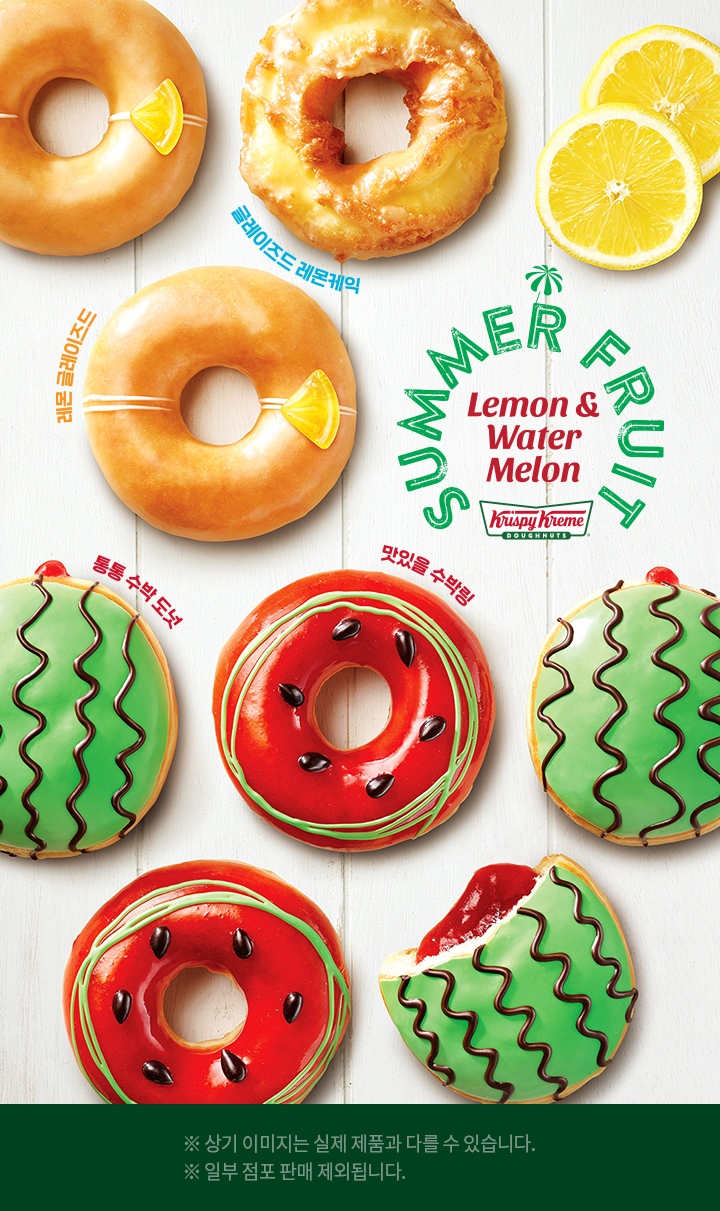 글레이즈드 레몬케익
레몬 글레이즈드
SUMMER FRUIT
Lemon &
Water
Melon
Krispy Kreme
DOUGHNUTS
통통 수박 도넛
맛있을 수박링
※ 상기 이미지는 실제 제품과 다를 수 있습니다.
※ 일부 점포 판매 제외됩니다.